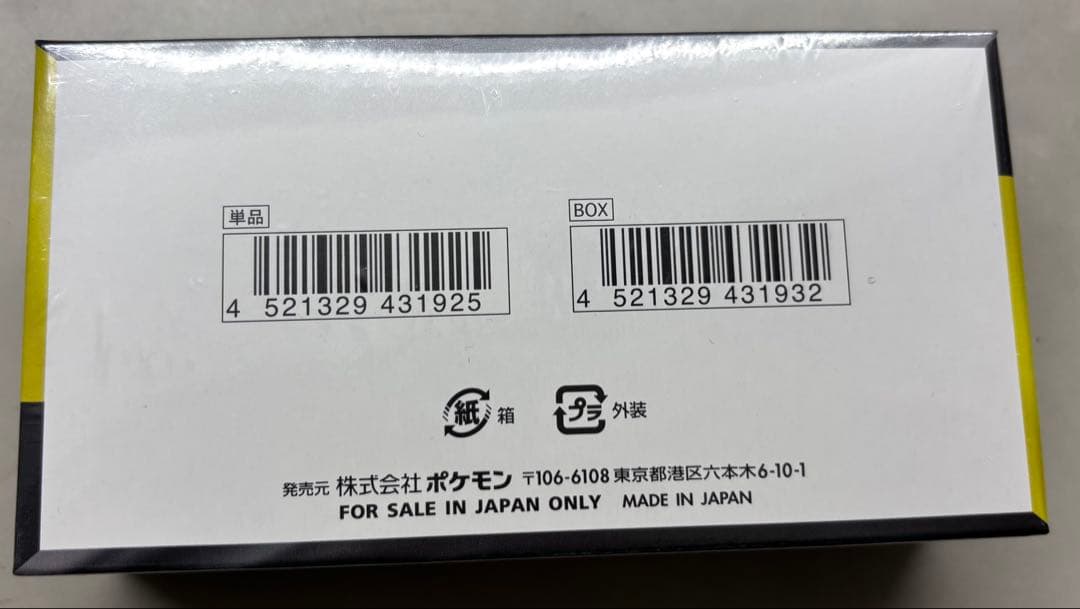 単品
4 521329 431925
BOX
4 521329 431932
紙 箱
プラ 外装
発売元 株式会社ポケモン 〒106-6108 東京都港区六本木6-10-1
FOR SALE IN JAPAN ONLY MADE IN JAPAN